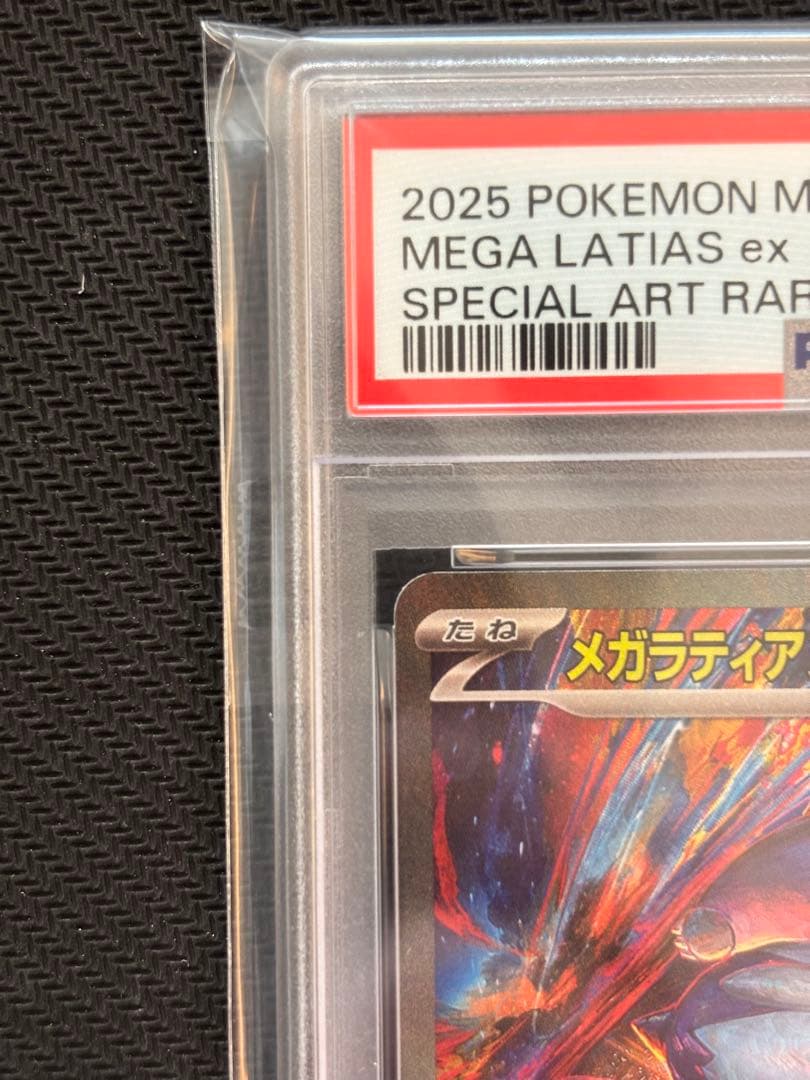 2025 POKEMON M
MEGA LATIAS ex
SPECIAL ART RAR
たね
メガラティア